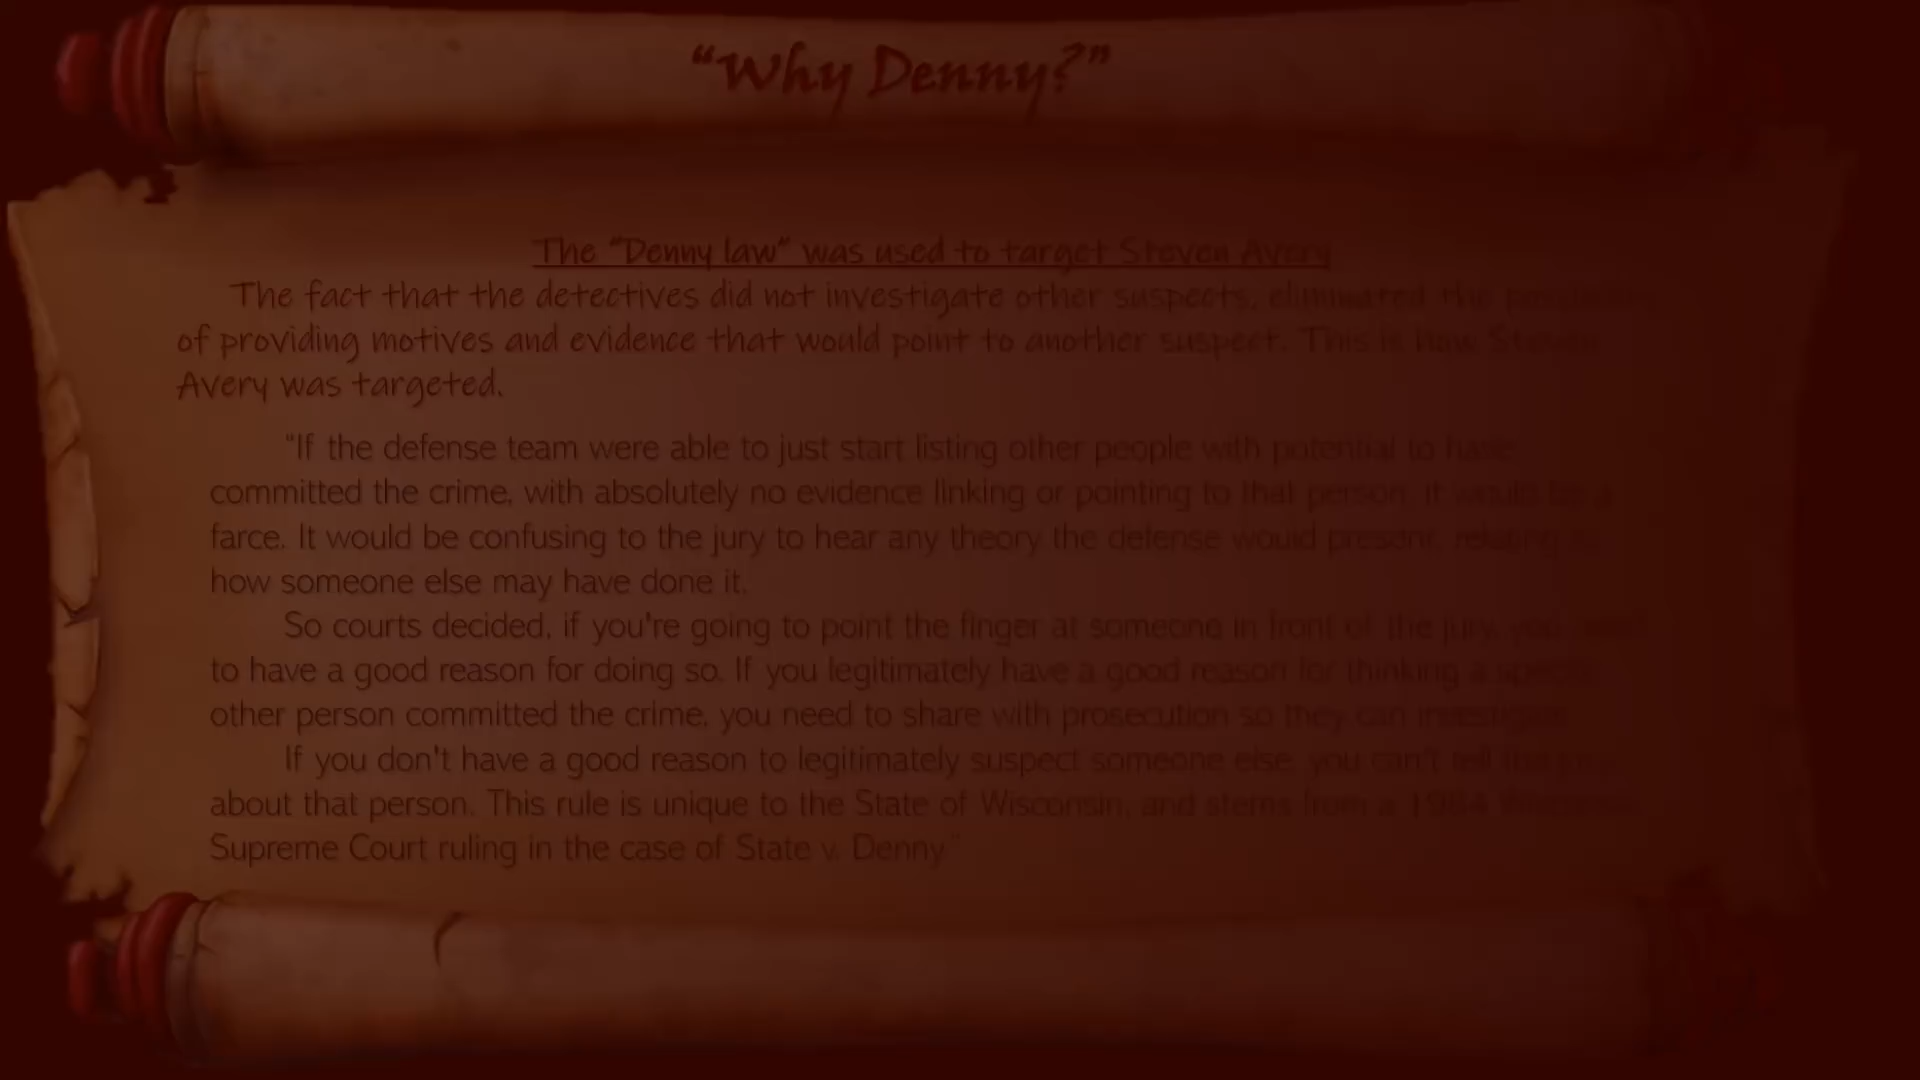 “Why Denny?”
The "Denny law" was used to target Steven Avery
The fact that the detectives did not investigate other suspects, eliminated the
of providing motives and evidence that would point to another suspect. This is how Steven
Avery was targeted.
"If the defense team were able to just start listing other people with potential to have
committed the crime, with absolutely no evidence linking or pointing to that person. It would be a
farce. It would be confusing to the jury to hear any theory the defense would present, relating to
how someone else may have done it.
So courts decided, if you're going to point the finger at someone in front of the jury, you
to have a good reason for doing so. If you legitimately have a good reason for thinking a specific
other person committed the crime, you need to share with prosecution so they can investigate.
If you don't have a good reason to legitimately suspect someone else, you can't tell the jury
about that person. This rule is unique to the State of Wisconsin, and stems from a 1984 Wisconsin
Supreme Court ruling in the case of State v. Denny."